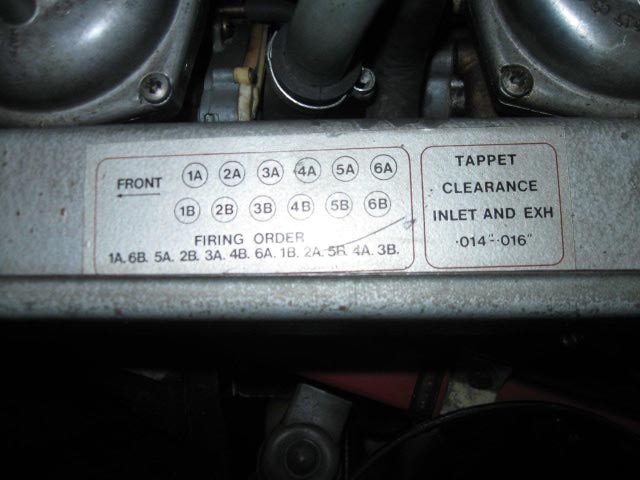 FRONT 1A 2A 3A 4A 5A 6A
1B 2B 3B 4B 5B 6B
FIRING ORDER
1A. 6B. 5A. 2B. 3A. 4B. 6A. 1B. 2A. 5B. 4A. 3B.
TAPPET
CLEARANCE
INLET AND EXH
·014"-·016"